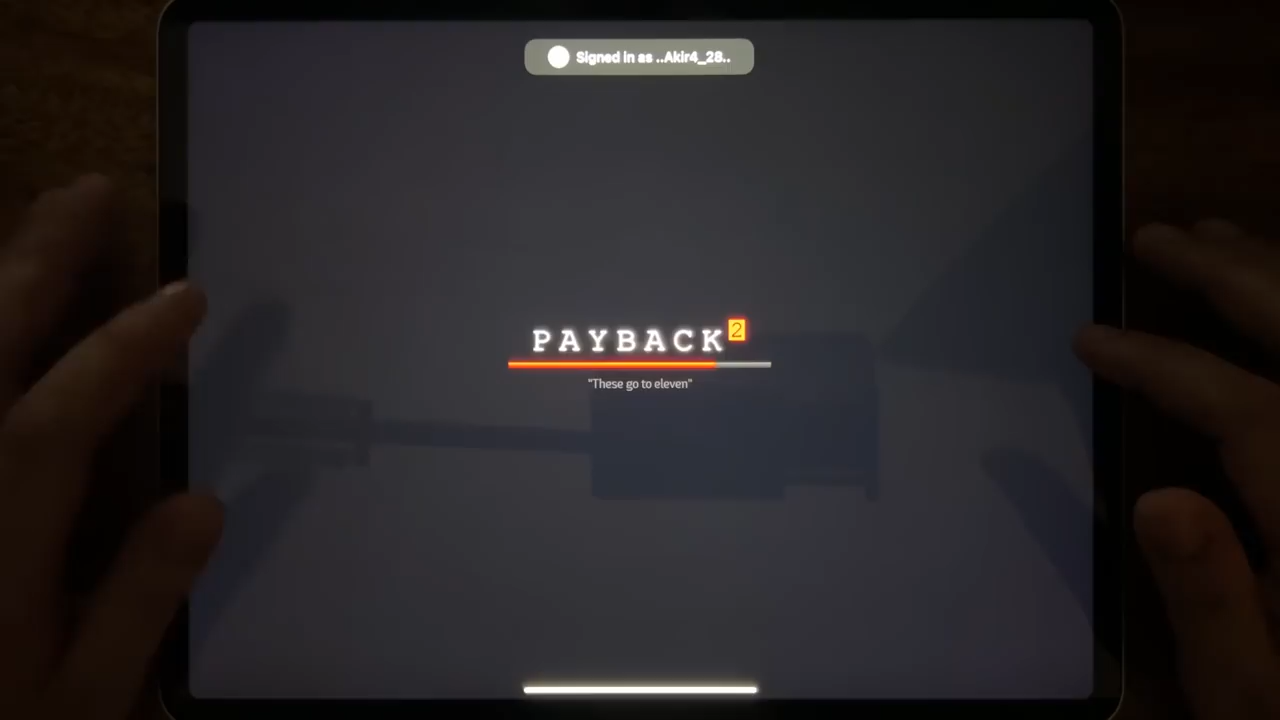 Signed in as ..Akir4_28..
PAYBACK2
"These go to eleven"